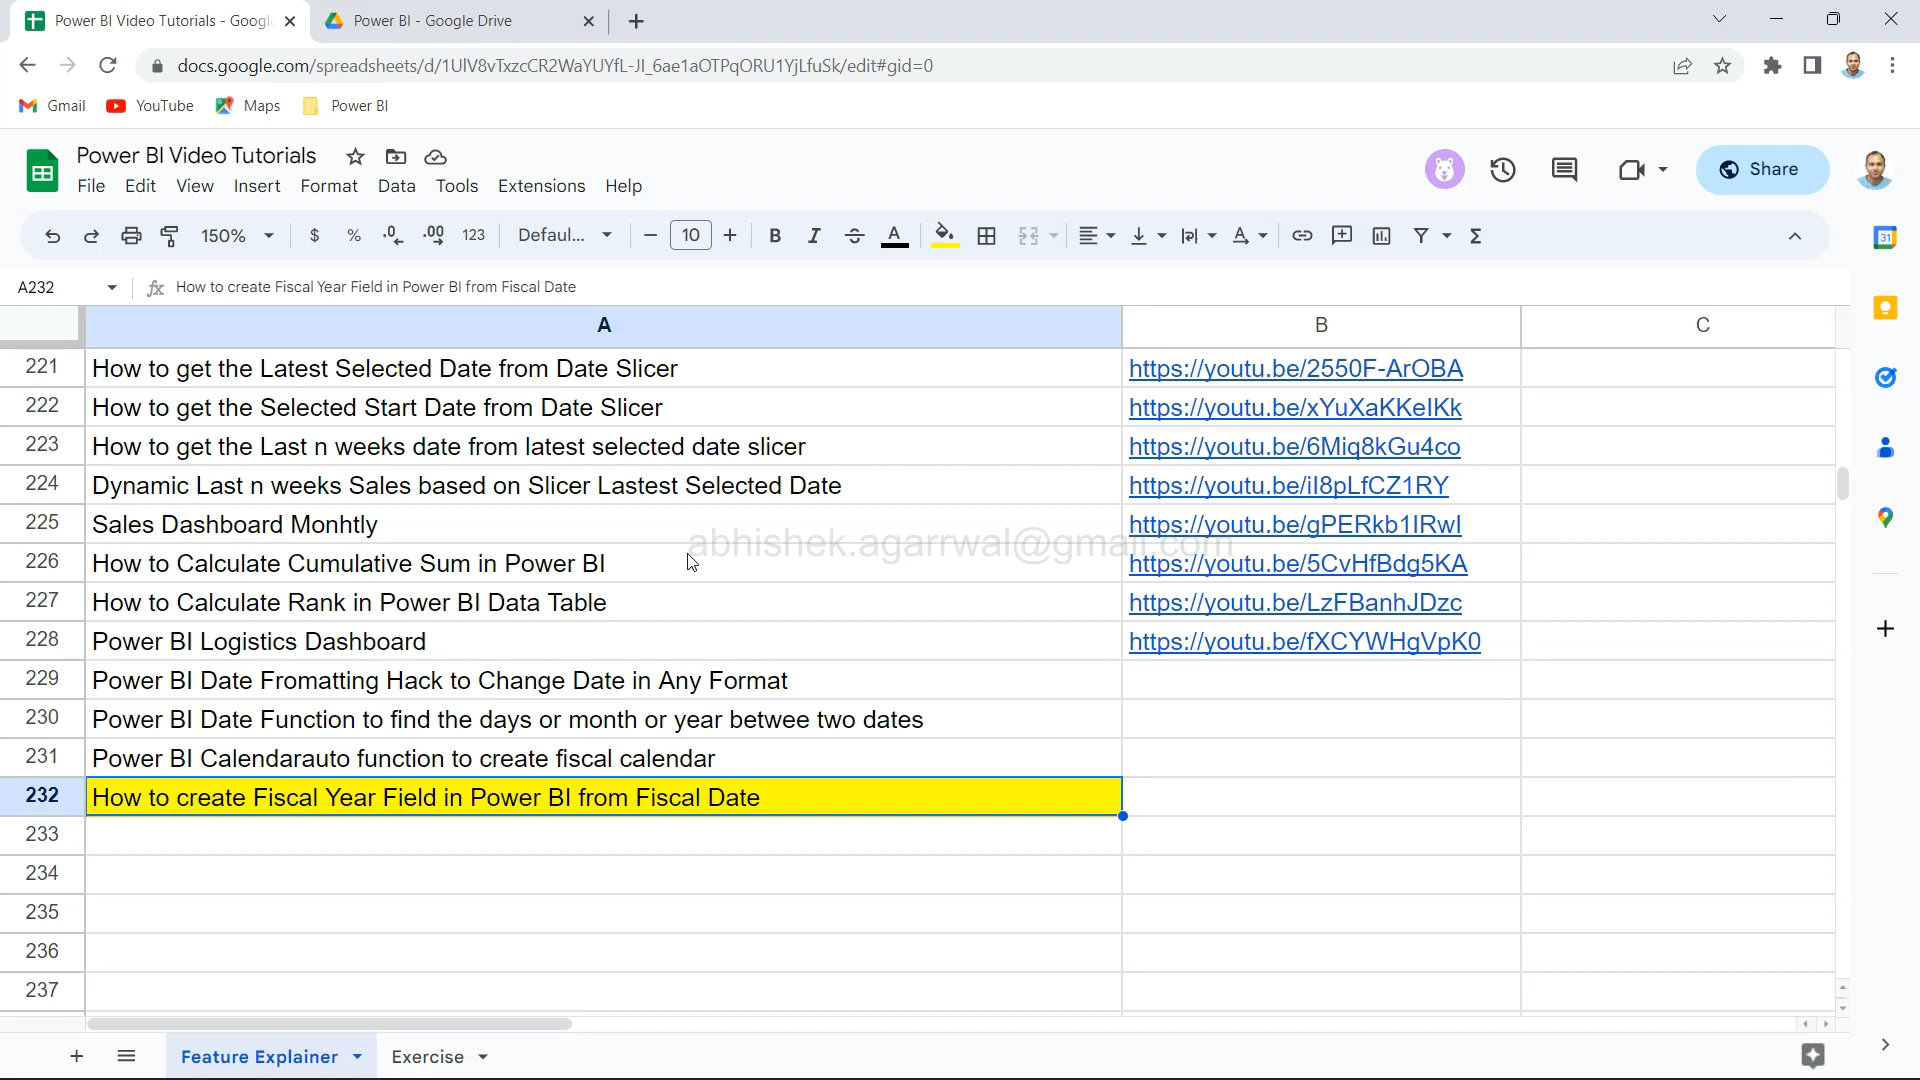 Power BI Video Tutorials - Googl
Power BI - Google Drive
docs.google.com/spreadsheets/d/1UlV8vTxzcCR2WaYUYfL-JI_6ae1aOTPqORU1YjLfuSk/edit#gid=0
Gmail YouTube Maps Power BI
Power BI Video Tutorials
File Edit View Insert Format Data Tools Extensions Help
Share
150% $ % .0 .00 123 Defaul... 10 B I A
A232 fx How to create Fiscal Year Field in Power BI from Fiscal Date
A B C
221 How to get the Latest Selected Date from Date Slicer https://youtu.be/2550F-ArOBA
222 How to get the Selected Start Date from Date Slicer https://youtu.be/xYuXaKKeIKk
223 How to get the Last n weeks date from latest selected date slicer https://youtu.be/6Miq8kGu4co
224 Dynamic Last n weeks Sales based on Slicer Lastest Selected Date https://youtu.be/iI8pLfCZ1RY
225 Sales Dashboard Monhtly https://youtu.be/gPERkb1IRwI
abhishek.agarrwal@gmail.com
226 How to Calculate Cumulative Sum in Power BI https://youtu.be/5CvHfBdg5KA
227 How to Calculate Rank in Power BI Data Table https://youtu.be/LzFBanhJDzc
228 Power BI Logistics Dashboard https://youtu.be/fXCYWHgVpK0
229 Power BI Date Fromatting Hack to Change Date in Any Format
230 Power BI Date Function to find the days or month or year betwee two dates
231 Power BI Calendarauto function to create fiscal calendar
232 How to create Fiscal Year Field in Power BI from Fiscal Date
233
234
235
236
237
Feature Explainer Exercise
31